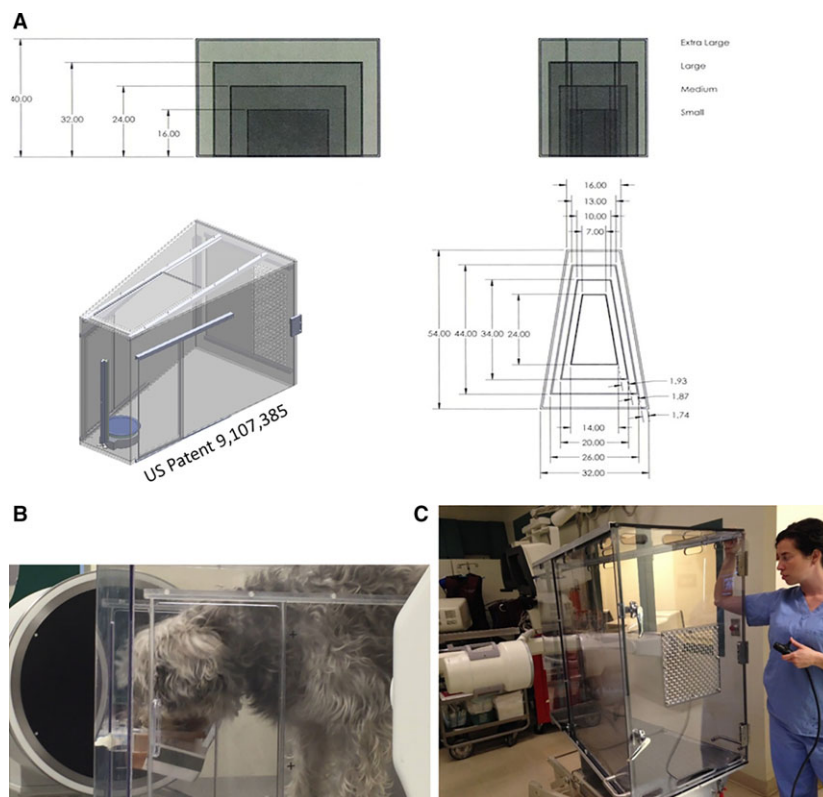 A
40.00
32.00
24.00
16.00
Extra Large
Large
Medium
Small
16.00
13.00
10.00
7.00
54.00
44.00
34.00
24.00
1.93
1.87
1.74
14.00
20.00
26.00
32.00
US Patent 9,107,385
B
C